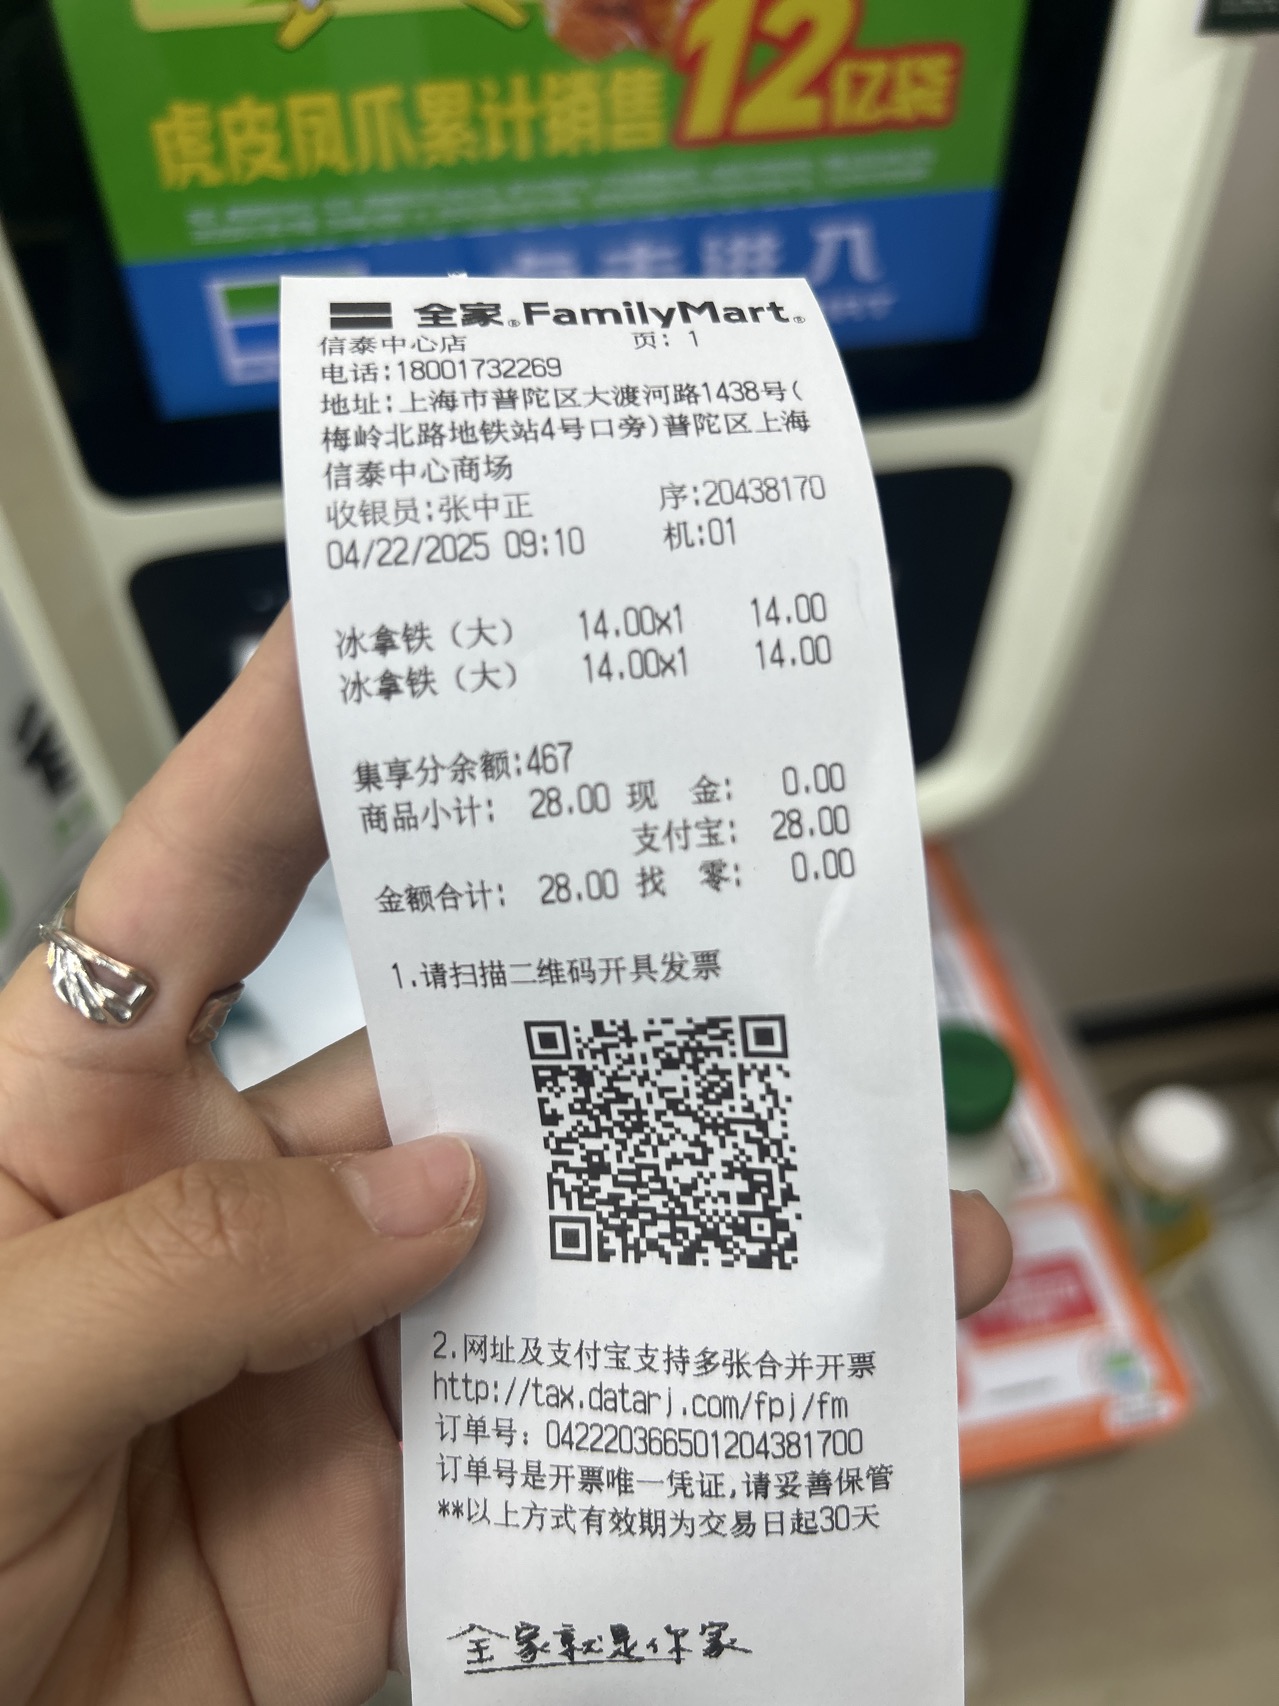 虎皮凤爪累计销售12亿袋
点击进入
全家®FamilyMart®
信泰中心店 页: 1
电话:18001732269
地址:上海市普陀区大渡河路1438号(
梅岭北路地铁站4号口旁)普陀区上海
信泰中心商场
收银员:张中正 序:20438170
04/22/2025 09:10 机:01
冰拿铁（大） 14.00x1 14.00
冰拿铁（大） 14.00x1 14.00
集享分余额:467
商品小计: 28.00 现 金: 0.00
支付宝: 28.00
金额合计: 28.00 找 零: 0.00
1.请扫描二维码开具发票
2.网址及支付宝支持多张合并开票
http://tax.datarj.com/fpj/fm
订单号: 0422203665012043817​00
订单号是开票唯一凭证,请妥善保管
**以上方式有效期为交易日起30天
全家就是你家